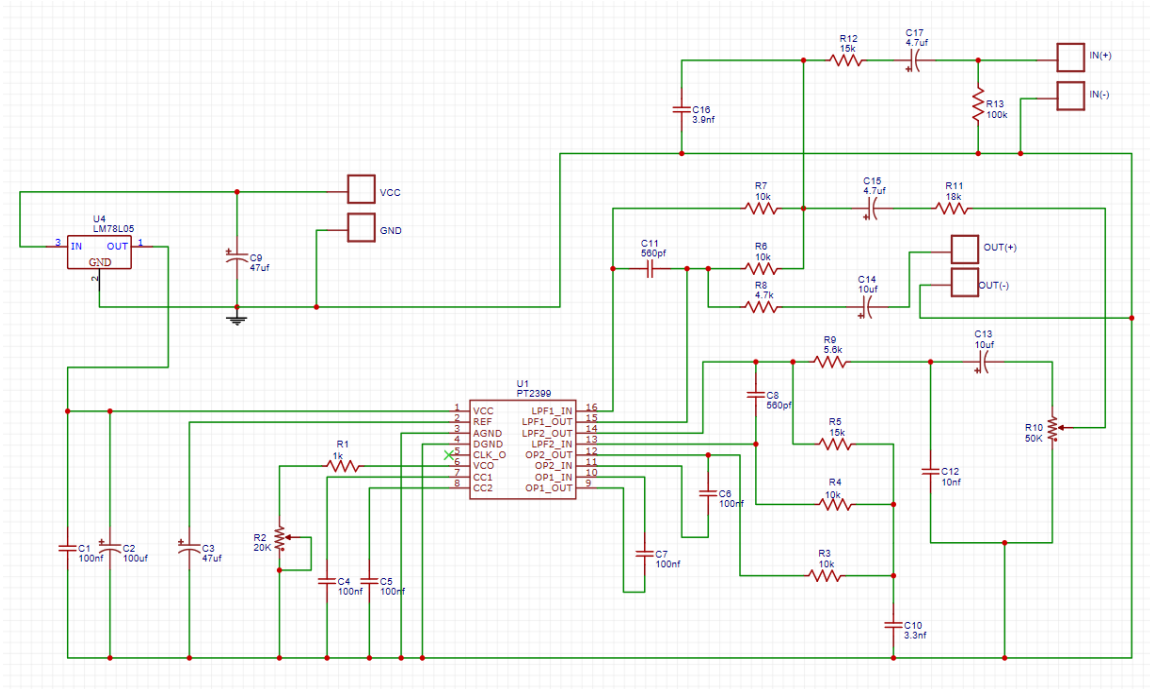 R12
15k
C17
4.7uf
IN(+)
IN(-)
C16
3.9nf
R13
100k
VCC
GND
U4
LM78L05
3 IN OUT 1
GND
2
C9
47uf
R7
10k
C15
4.7uf
R11
18k
C11
560pf
R6
10k
R8
4.7k
C14
10uf
OUT(+)
OUT(-)
R9
5.6k
C13
10uf
C8
560pf
R5
15k
R10
50K
R4
10k
C12
10nf
R3
10k
C10
3.3nf
U1
PT2399
1 VCC LPF1_IN 16
2 REF LPF1_OUT 15
3 AGND LPF2_OUT 14
4 DGND LPF2_IN 13
5 CLK_O OP2_OUT 12
6 VCO OP2_IN 11
7 CC1 OP1_IN 10
8 CC2 OP1_OUT 9
R1
1k
R2
20K
C6
100nf
C7
100nf
C1
100nf
C2
100uf
C3
47uf
C4
100nf
C5
100nf